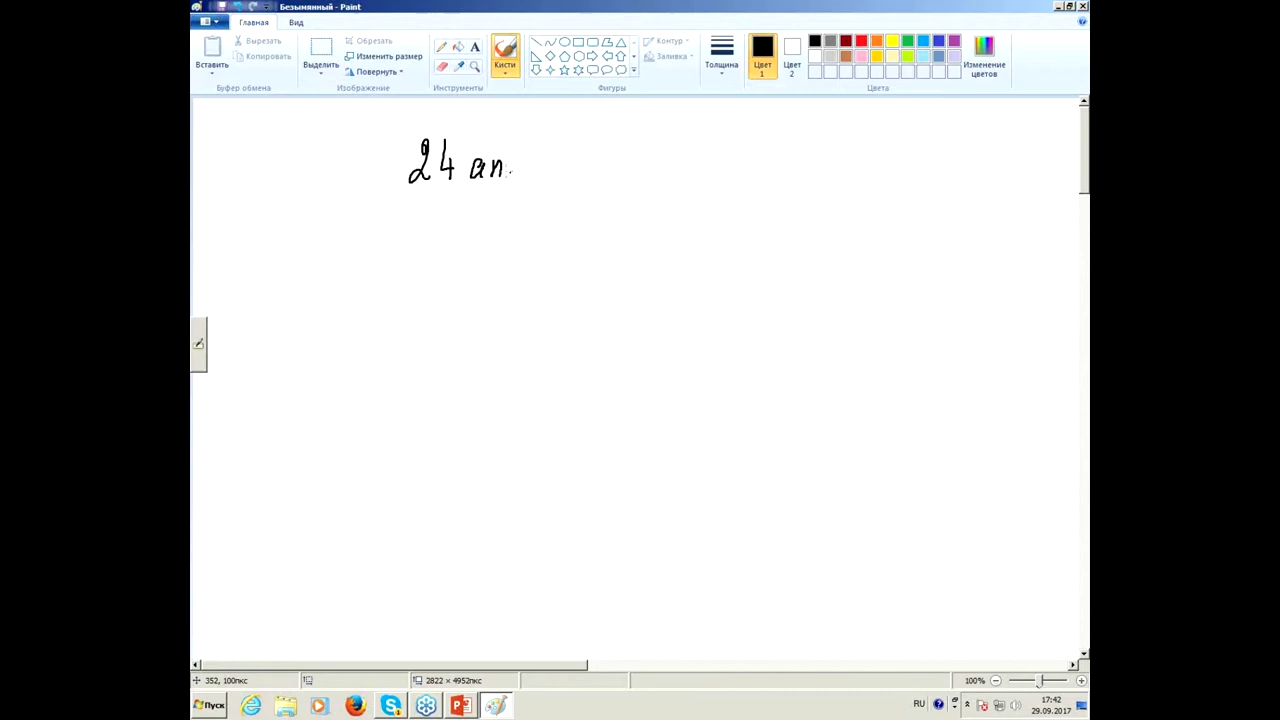 Безымянный - Paint
Главная Вид
Вставить
Вырезать
Копировать
Буфер обмена
Выделить
Обрезать
Изменить размер
Повернуть
Изображение
A
Инструменты
Кисти
Контур
Заливка
Фигуры
Толщина
Цвет 1
Цвет 2
Изменение цветов
Цвета
24 ап
352, 100пкс
2822 × 4952пкс
100%
Пуск
RU
17:42
29.09.2017